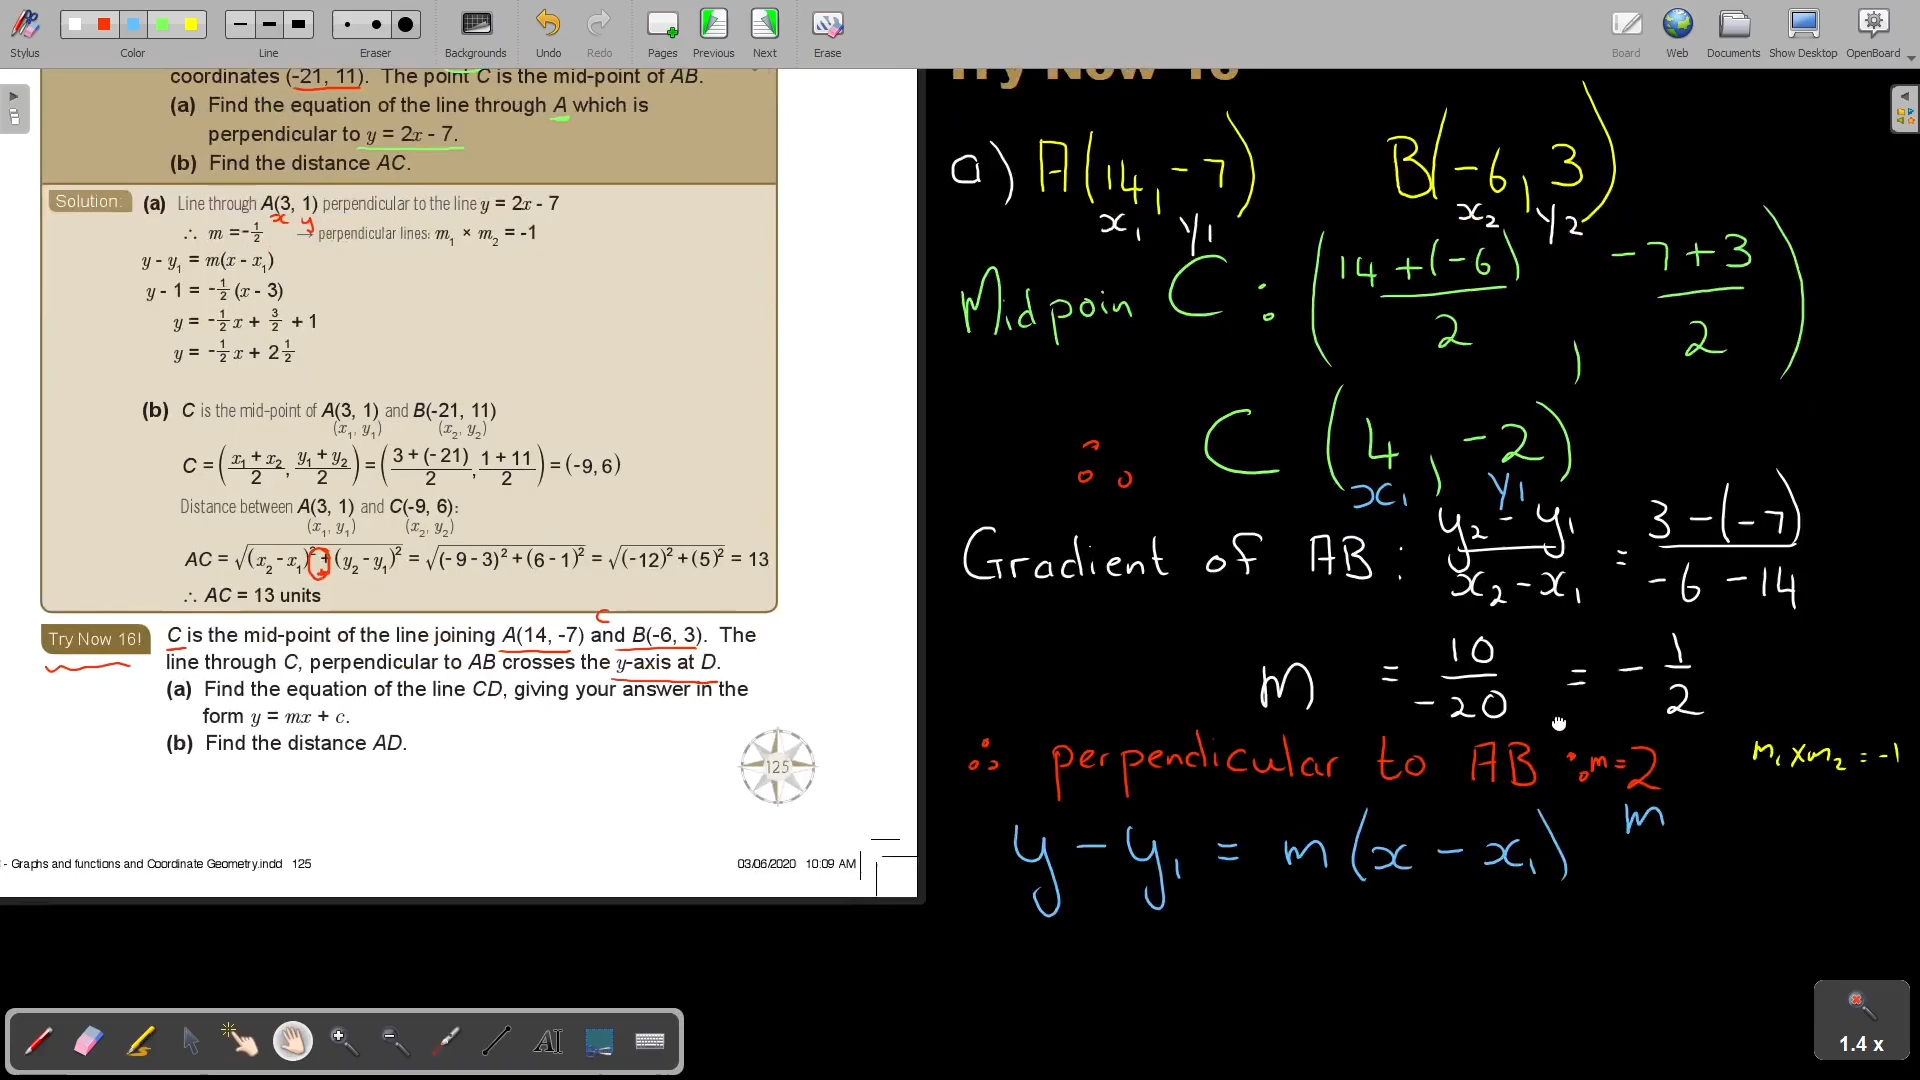 Stylus Color Line Eraser Backgrounds Undo Redo Pages Previous Next Erase Board Web Documents Show Desktop OpenBoard
coordinates (-21, 11). The point C is the mid-point of AB.
(a) Find the equation of the line through A which is
perpendicular to y = 2x - 7.
(b) Find the distance AC.
Solution: (a) Line through A(3, 1) perpendicular to the line y = 2x - 7
x y
∴ m = -1/2 → perpendicular lines: m₁ × m₂ = -1
y - y₁ = m(x - x₁)
y - 1 = -1/2 (x - 3)
y = -1/2 x + 3/2 + 1
y = -1/2 x + 2 1/2
(b) C is the mid-point of A(3, 1) and B(-21, 11)
(x₁, y₁) (x₂, y₂)
C = ((x₁ + x₂)/2, (y₁ + y₂)/2) = ((3 + (-21))/2, (1 + 11)/2) = (-9, 6)
Distance between A(3, 1) and C(-9, 6):
(x₁, y₁) (x₂, y₂)
AC = √((x₂ - x₁)² + (y₂ - y₁)²) = √((-9 - 3)² + (6 - 1)²) = √((-12)² + (5)²) = 13
∴ AC = 13 units
C
Try Now 16! C is the mid-point of the line joining A(14, -7) and B(-6, 3). The
line through C, perpendicular to AB crosses the y-axis at D.
(a) Find the equation of the line CD, giving your answer in the
form y = mx + c.
(b) Find the distance AD.
125
- Graphs and functions and Coordinate Geometry.indd 125
03/06/2020 10:09 AM
Try Now 16
a) A(14, -7) B(-6, 3)
x₁ y₁ x₂ y₂
Midpoin C : ((14 + (-6))/2 , (-7 + 3)/2)
∴ C (4, -2)
x₁ y₁
Gradient of AB : (y₂ - y₁)/(x₂ - x₁) = (3 - (-7))/(-6 - 14)
m = 10/-20 = - 1/2
∴ perpendicular to AB ∴ m = 2
m₁ × m₂ = -1
m
y - y₁ = m(x - x₁)
1.4 x